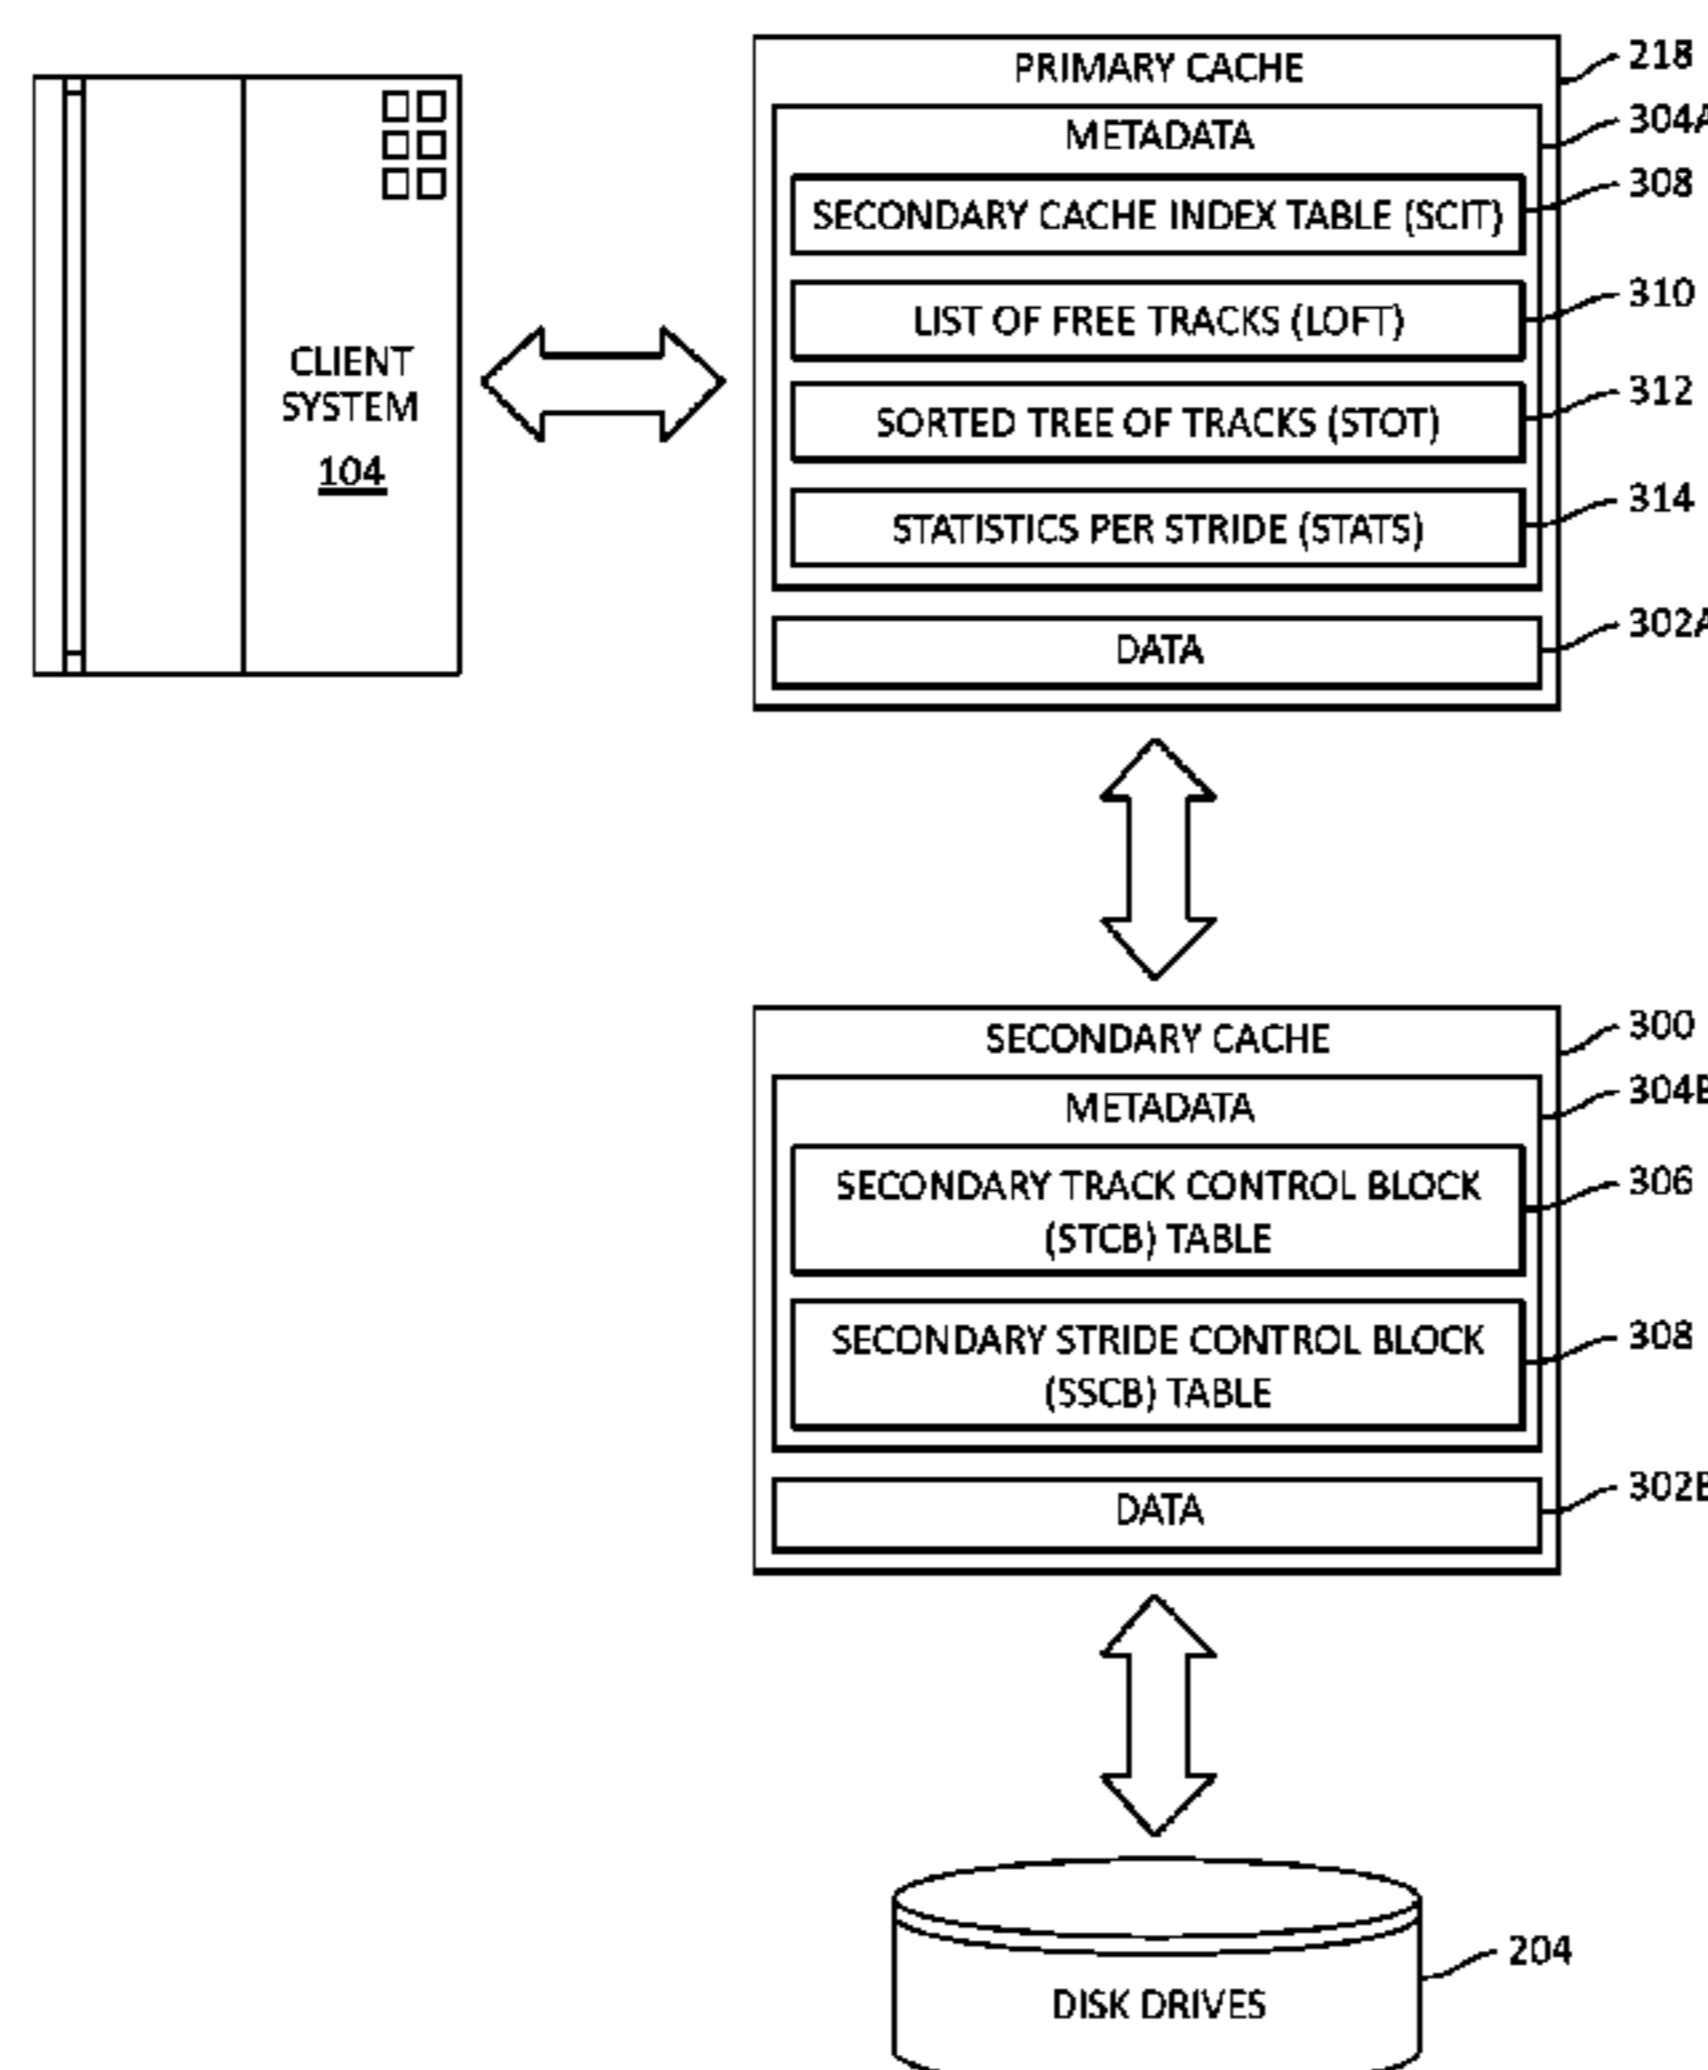 PRIMARY CACHE
218
METADATA
304A
SECONDARY CACHE INDEX TABLE (SCIT)
308
LIST OF FREE TRACKS (LOFT)
310
SORTED TREE OF TRACKS (STOT)
312
STATISTICS PER STRIDE (STATS)
314
DATA
302A
CLIENT
SYSTEM
104
SECONDARY CACHE
300
METADATA
304B
SECONDARY TRACK CONTROL BLOCK
(STCB) TABLE
306
SECONDARY STRIDE CONTROL BLOCK
(SSCB) TABLE
308
DATA
302B
DISK DRIVES
204